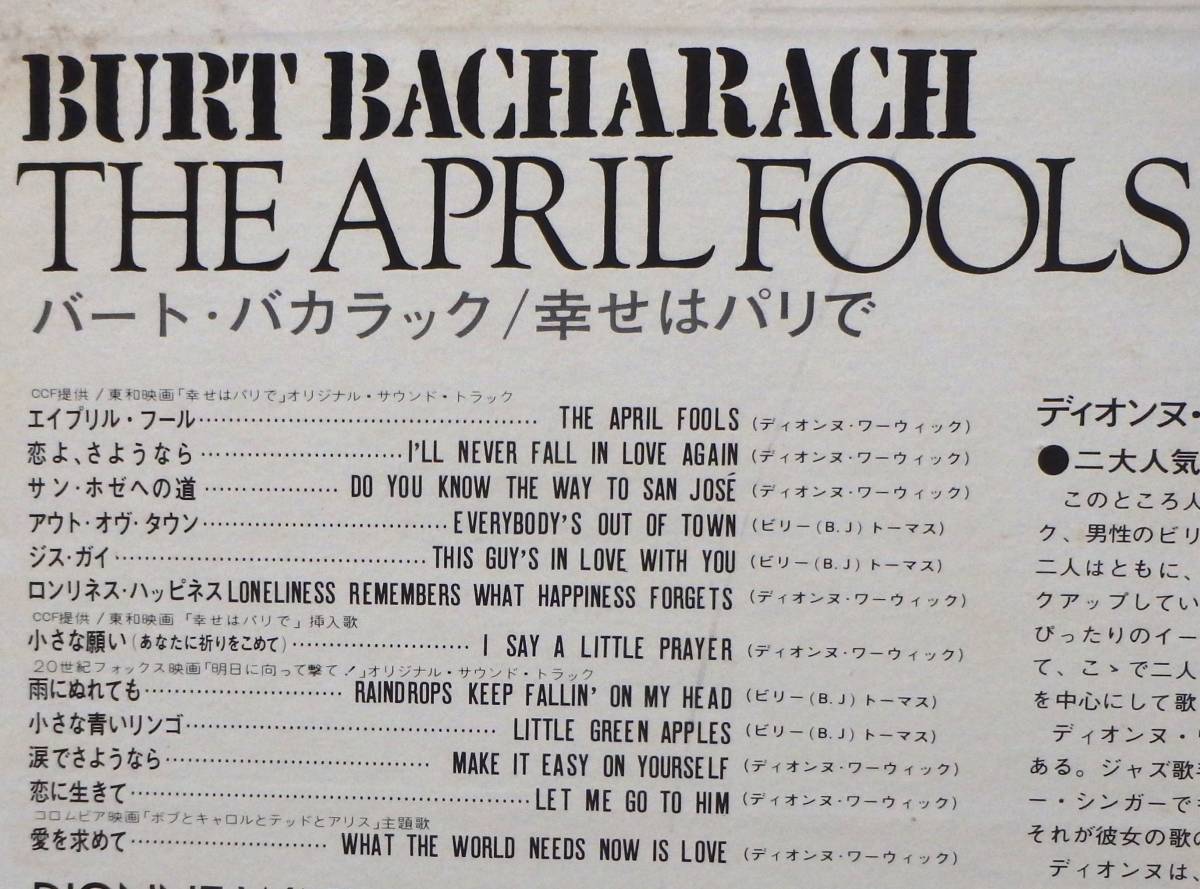 BURT BACHARACH
THE APRIL FOOLS
バート・バカラック/幸せはパリで
CCF提供/東和映画「幸せはパリで」オリジナル・サウンド・トラック
エイプリル・フール………………………………… THE APRIL FOOLS (ディオンヌ・ワーウィック)
恋よ、さようなら……………………I'LL NEVER FALL IN LOVE AGAIN (ディオンヌ・ワーウィック)
サン・ホゼへの道……………… DO YOU KNOW THE WAY TO SAN JOSÉ (ディオンヌ・ワーウィック)
アウト・オヴ・タウン…………………………EVERYBODY'S OUT OF TOWN (ビリー(B.J)トーマス)
ジス・ガイ…………………………………THIS GUY'S IN LOVE WITH YOU (ビリー(B.J)トーマス)
ロンリネス・ハッピネス LONELINESS REMEMBERS WHAT HAPPINESS FORGETS (ディオンヌ・ワーウィック)
CCF提供/東和映画「幸せはパリで」挿入歌
小さな願い(あなたに祈りをこめて)………………… I SAY A LITTLE PRAYER (ディオンヌ・ワーウィック)
20世紀フォックス映画「明日に向って撃て!」オリジナル・サウンド・トラック
雨にぬれても…………………… RAINDROPS KEEP FALLIN' ON MY HEAD (ビリー(B.J)トーマス)
小さな青いリンゴ………………………………… LITTLE GREEN APPLES (ビリー(B.J)トーマス)
涙でさようなら…………………………… MAKE IT EASY ON YOURSELF (ディオンヌ・ワーウィック)
恋に生きて…………………………………………LET ME GO TO HIM (ディオンヌ・ワーウィック)
コロムビア映画「ボブとキャロルとテッドとアリス」主題歌
愛を求めて…………………… WHAT THE WORLD NEEDS NOW IS LOVE (ディオンヌ・ワーウィック)
ディオンヌ・
●二大人気
このところ人
ク、男性のビリ
二人はともに、
クアップしてい
ぴったりのイー
て、こゝで二人
を中心にして歌
ディオンヌ・
ある。ジャズ歌
ー・シンガーで
それが彼女の歌の
ディオンヌは、